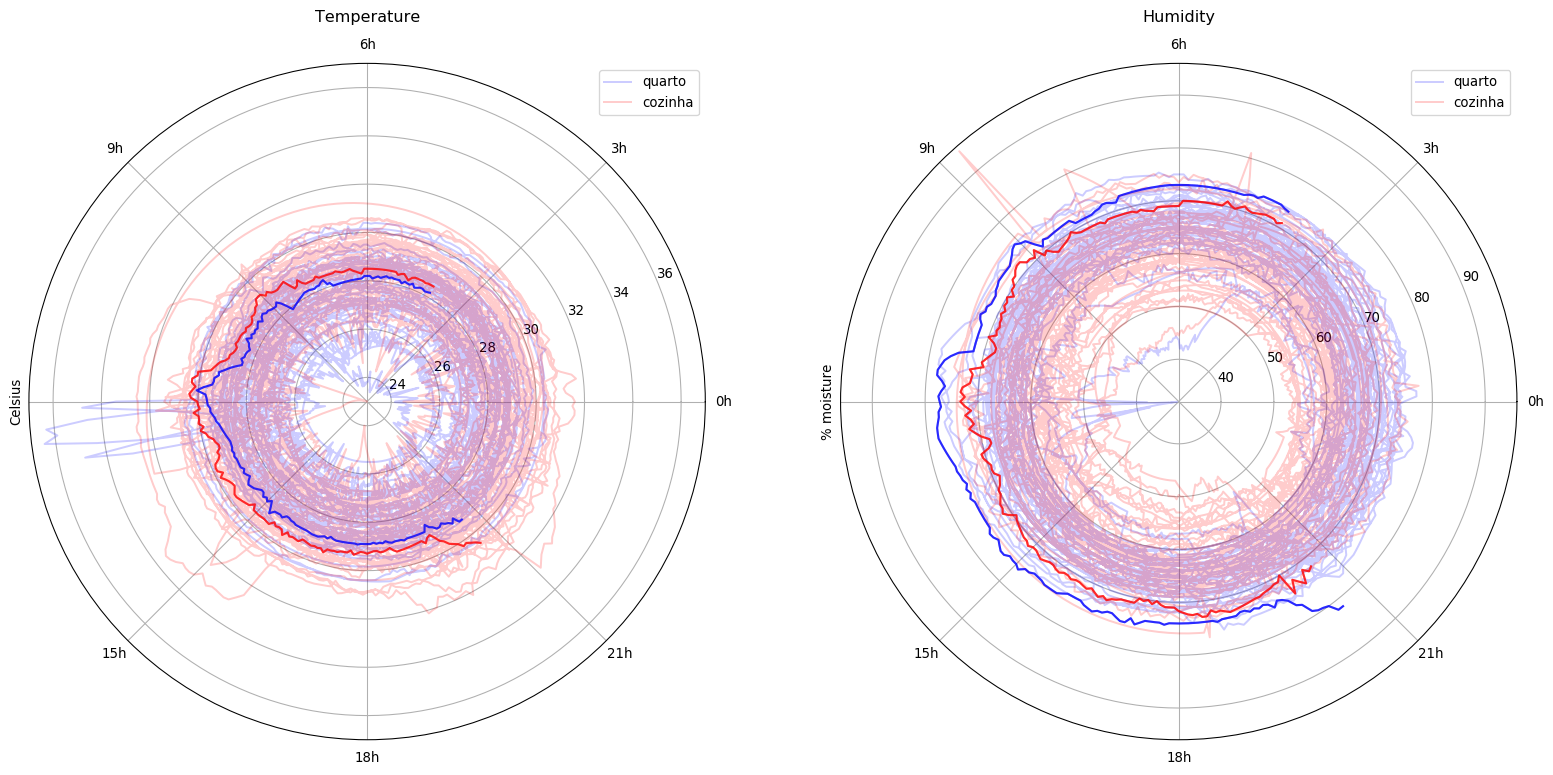 Temperature
6h
quarto
cozinha
9h
3h
36
34
32
30
28
26
24
Celsius
0h
15h
21h
18h
Humidity
6h
quarto
cozinha
9h
3h
90
80
70
60
50
40
% moisture
0h
15h
21h
18h